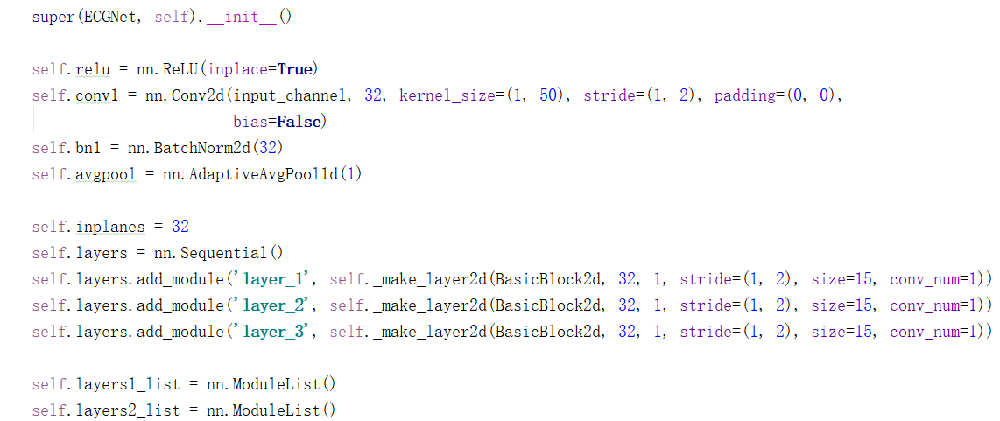 super(ECGNet, self).__init__()
self.relu = nn.ReLU(inplace=True)
self.conv1 = nn.Conv2d(input_channel, 32, kernel_size=(1, 50), stride=(1, 2), padding=(0, 0),
bias=False)
self.bn1 = nn.BatchNorm2d(32)
self.avgpool = nn.AdaptiveAvgPool1d(1)
self.inplanes = 32
self.layers = nn.Sequential()
self.layers.add_module('layer_1', self._make_layer2d(BasicBlock2d, 32, 1, stride=(1, 2), size=15, conv_num=1))
self.layers.add_module('layer_2', self._make_layer2d(BasicBlock2d, 32, 1, stride=(1, 2), size=15, conv_num=1))
self.layers.add_module('layer_3', self._make_layer2d(BasicBlock2d, 32, 1, stride=(1, 2), size=15, conv_num=1))
self.layers1_list = nn.ModuleList()
self.layers2_list = nn.ModuleList()